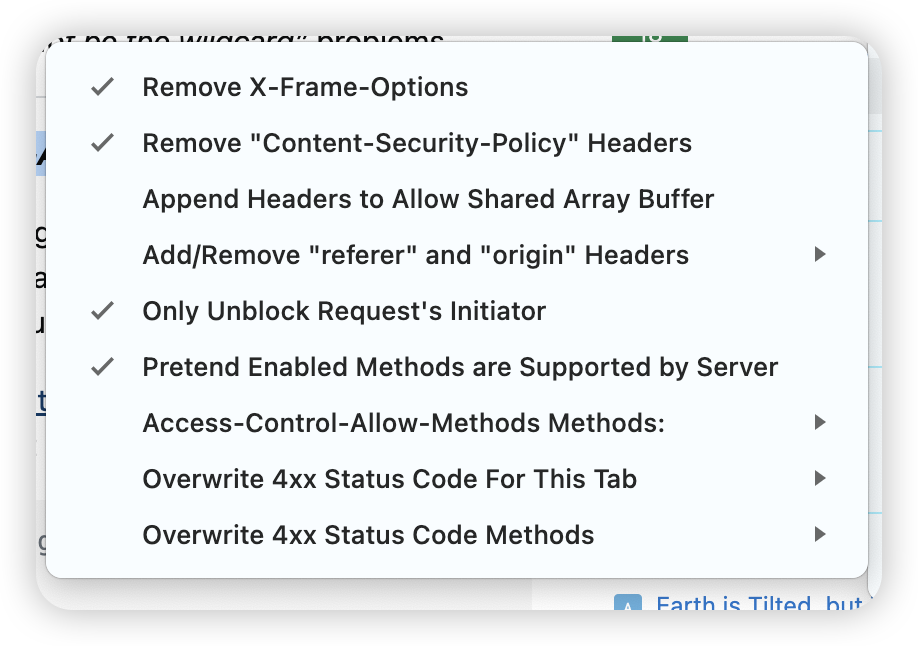 not be the wildcard" problems
Remove X-Frame-Options
Remove "Content-Security-Policy" Headers
Append Headers to Allow Shared Array Buffer
Add/Remove "referer" and "origin" Headers
Only Unblock Request's Initiator
Pretend Enabled Methods are Supported by Server
Access-Control-Allow-Methods Methods:
Overwrite 4xx Status Code For This Tab
Overwrite 4xx Status Code Methods
Earth is Tilted, but